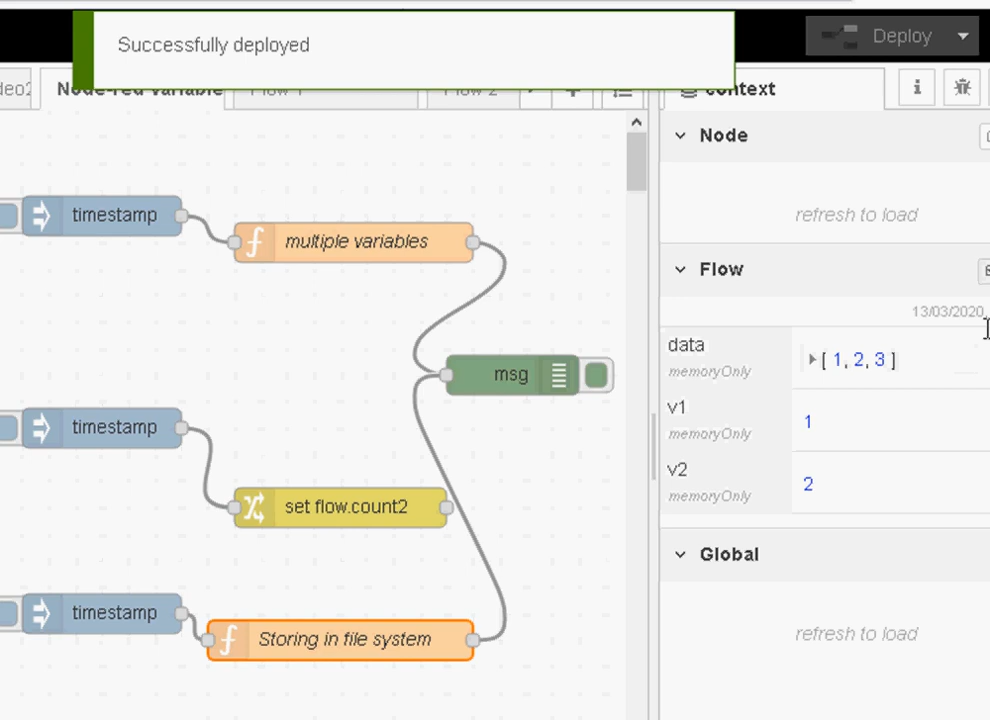 Successfully deployed
Deploy
Node-red variable
Flow 1
Flow 2
context
Node
refresh to load
Flow
13/03/2020
data
memoryOnly
[ 1, 2, 3 ]
v1
memoryOnly
1
v2
memoryOnly
2
Global
refresh to load
timestamp
multiple variables
msg
timestamp
set flow.count2
timestamp
Storing in file system